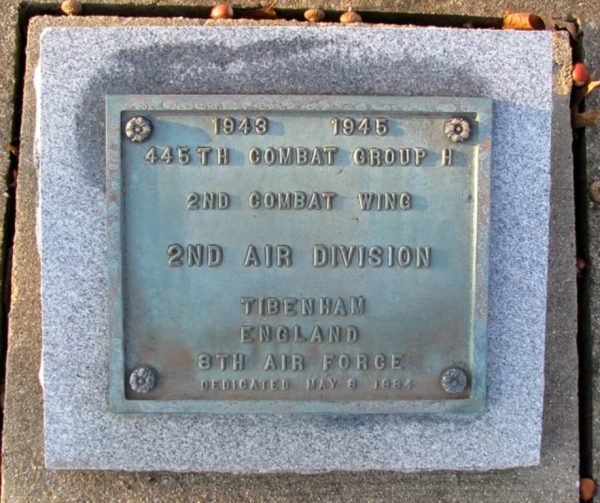 1943 1945
445TH COMBAT GROUP H
2ND COMBAT WING
2ND AIR DIVISION
TIBENHAM
ENGLAND
8TH AIR FORCE
DEDICATED MAY 1984